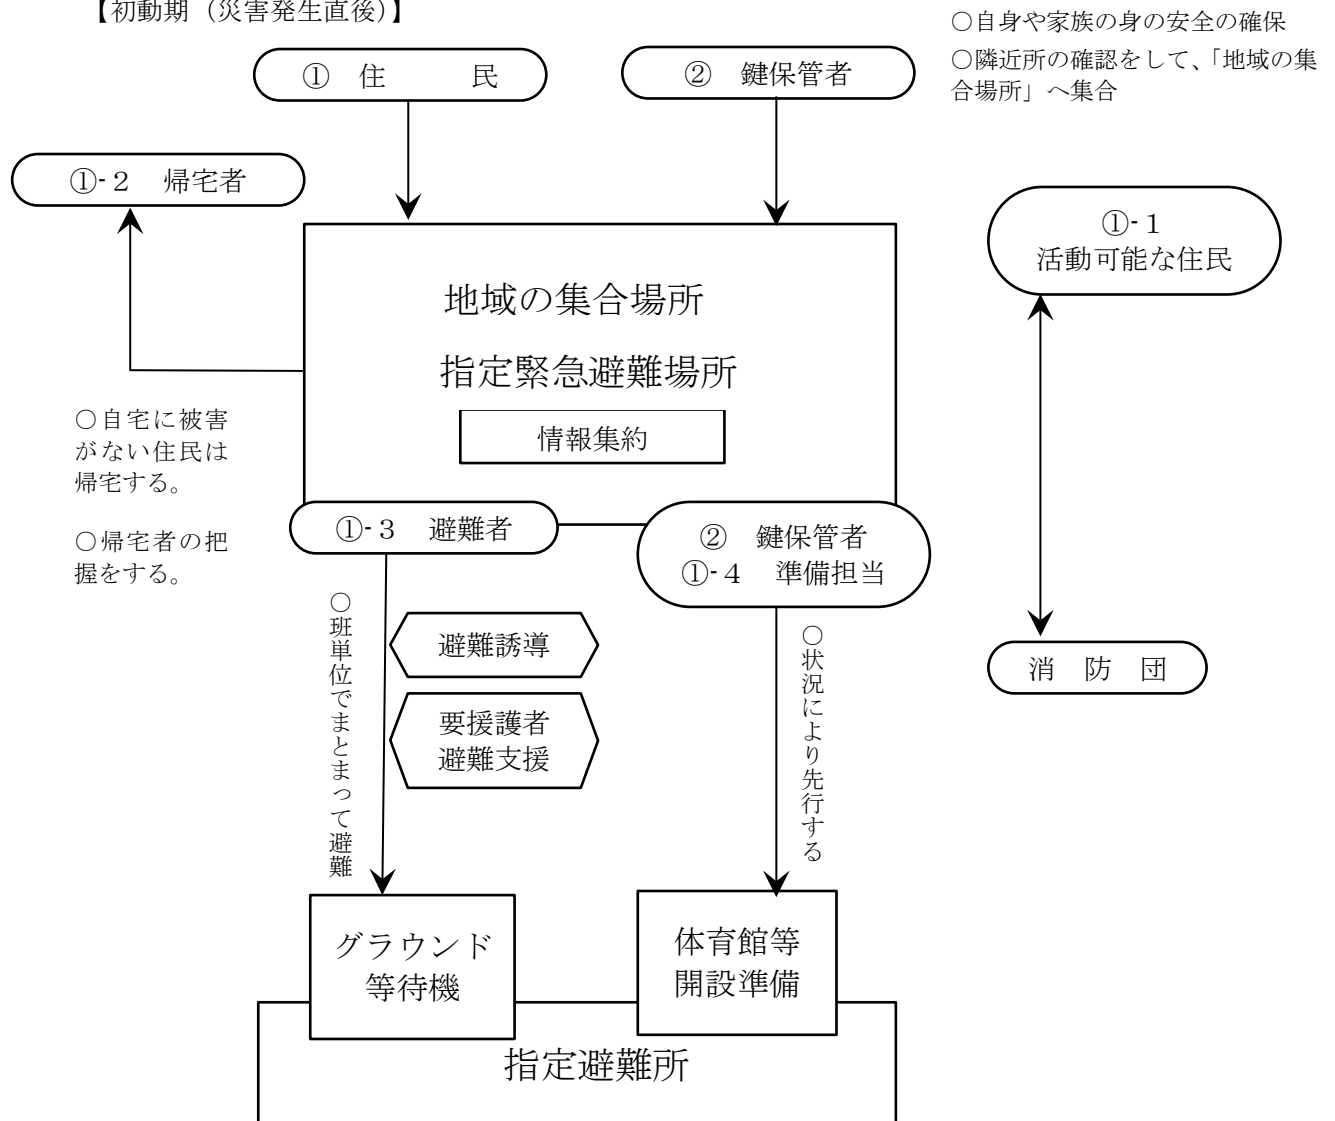 【初動期（災害発生直後）】
○自身や家族の身の安全の確保
○隣近所の確認をして、「地域の集
合場所」へ集合
①　住　　　民
②　鍵保管者
①-２　帰宅者
①-１
活動可能な住民
地域の集合場所
指定緊急避難場所
情報集約
○自宅に被害
がない住民は
帰宅する。
○帰宅者の把
握をする。
①-３　避難者
②　鍵保管者
①-４　準備担当
○班単位でまとまって避難
避難誘導
要援護者
避難支援
○状況により先行する
消　防　団
グラウンド
等待機
体育館等
開設準備
指定避難所